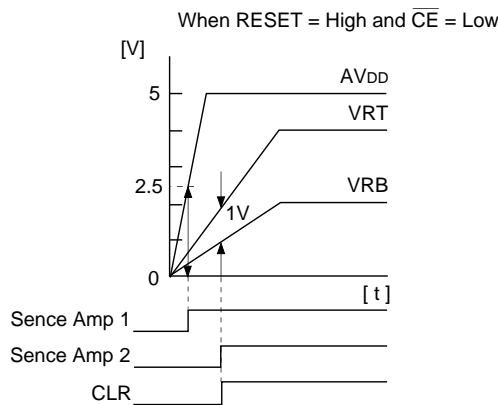 When RESET = High and CE = Low
[V]
AVDD
5
VRT
2.5
VRB
1V
0
[ t ]
Sence Amp 1
Sence Amp 2
CLR